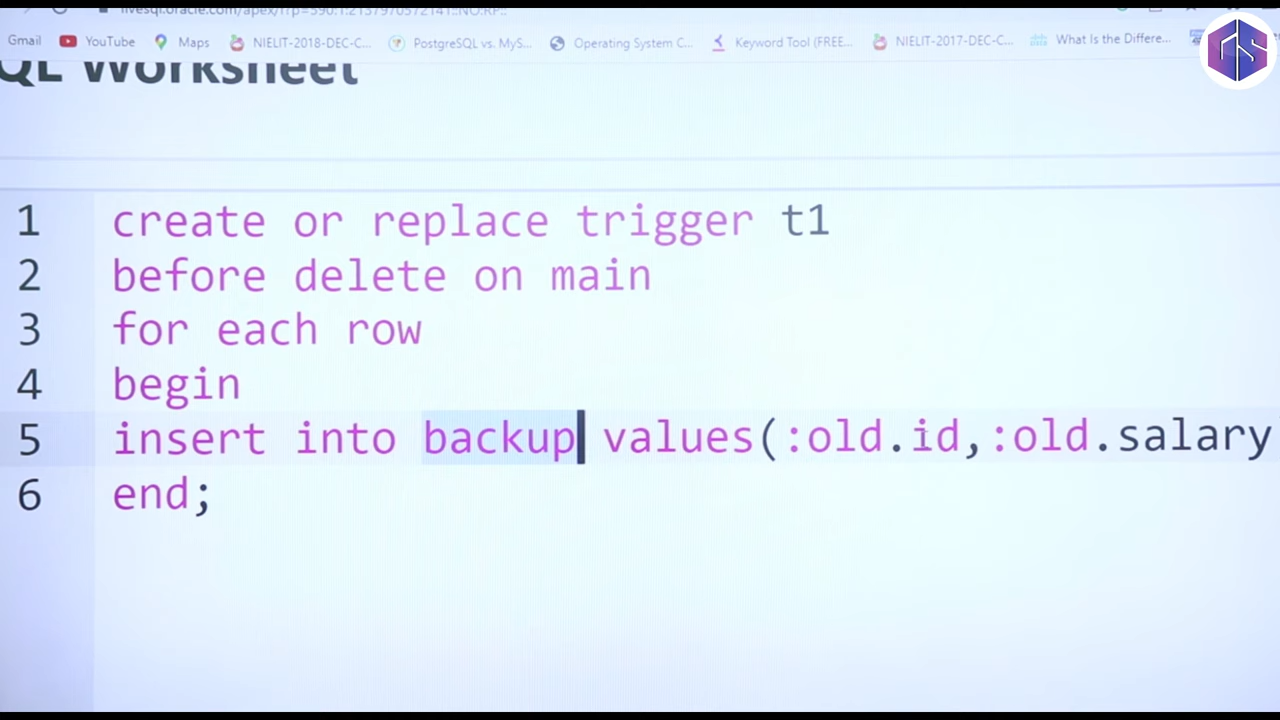 Gmail YouTube Maps NIELIT-2018-DEC-C... PostgreSQL vs. MyS... Operating System C... Keyword Tool (FREE... NIELIT-2017-DEC-C... What Is the Differe...
QL Worksheet
1 create or replace trigger t1
2 before delete on main
3 for each row
4 begin
5 insert into backup values(:old.id,:old.salary
6 end;